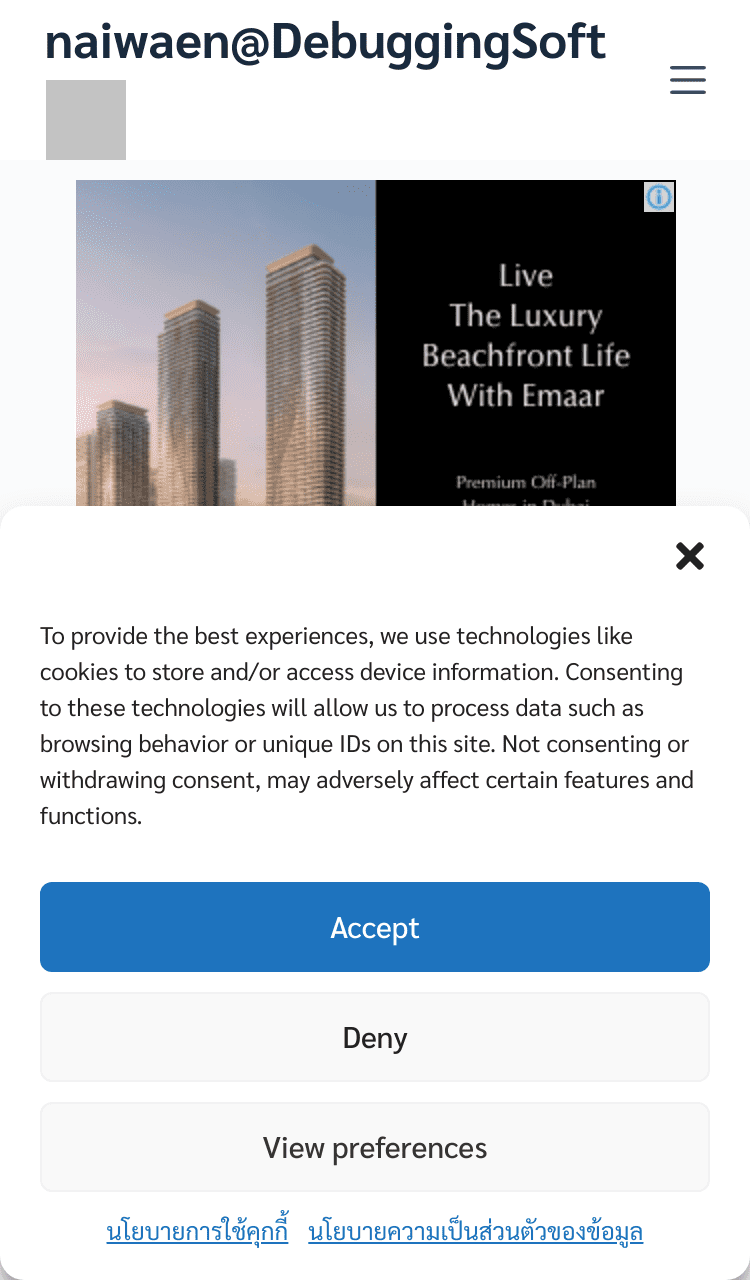 naiwaen@DebuggingSoft
Live
The Luxury
Beachfront Life
With Emaar
Premium Off-Plan
Homes in Dubai
To provide the best experiences, we use technologies like
cookies to store and/or access device information. Consenting
to these technologies will allow us to process data such as
browsing behavior or unique IDs on this site. Not consenting or
withdrawing consent, may adversely affect certain features and
functions.
Accept
Deny
View preferences
นโยบายการใช้คุกกี้ นโยบายความเป็นส่วนตัวของข้อมูล